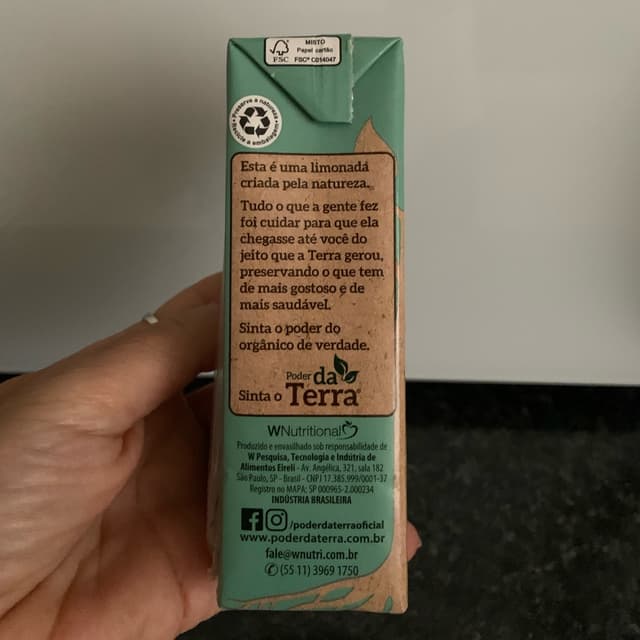 MISTO
Papel cartão
FSC
FSC® C014047
Preserve a natureza
Recicle a embalagem
Esta é uma limonada
criada pela natureza.
Tudo o que a gente fez
foi cuidar para que ela
chegasse até você do
jeito que a Terra gerou,
preservando o que tem
de mais gostoso e de
mais saudável.
Sinta o poder do
orgânico de verdade.
Poder da
Sinta o Terra®
WNutritional
Produzido e envasilhado sob responsabilidade de
W Pesquisa, Tecnologia e Indútria de
Alimentos Eireli - Av. Angélica, 321, sala 182
São Paulo, SP - Brasil - CNPJ 17.385.999/0001-37
Registro no MAPA: SP 000965-2.000234
INDÚSTRIA BRASILEIRA
/poderdaterraoficial
www.poderdaterra.com.br
fale@wnutri.com.br
(55 11) 3969 1750